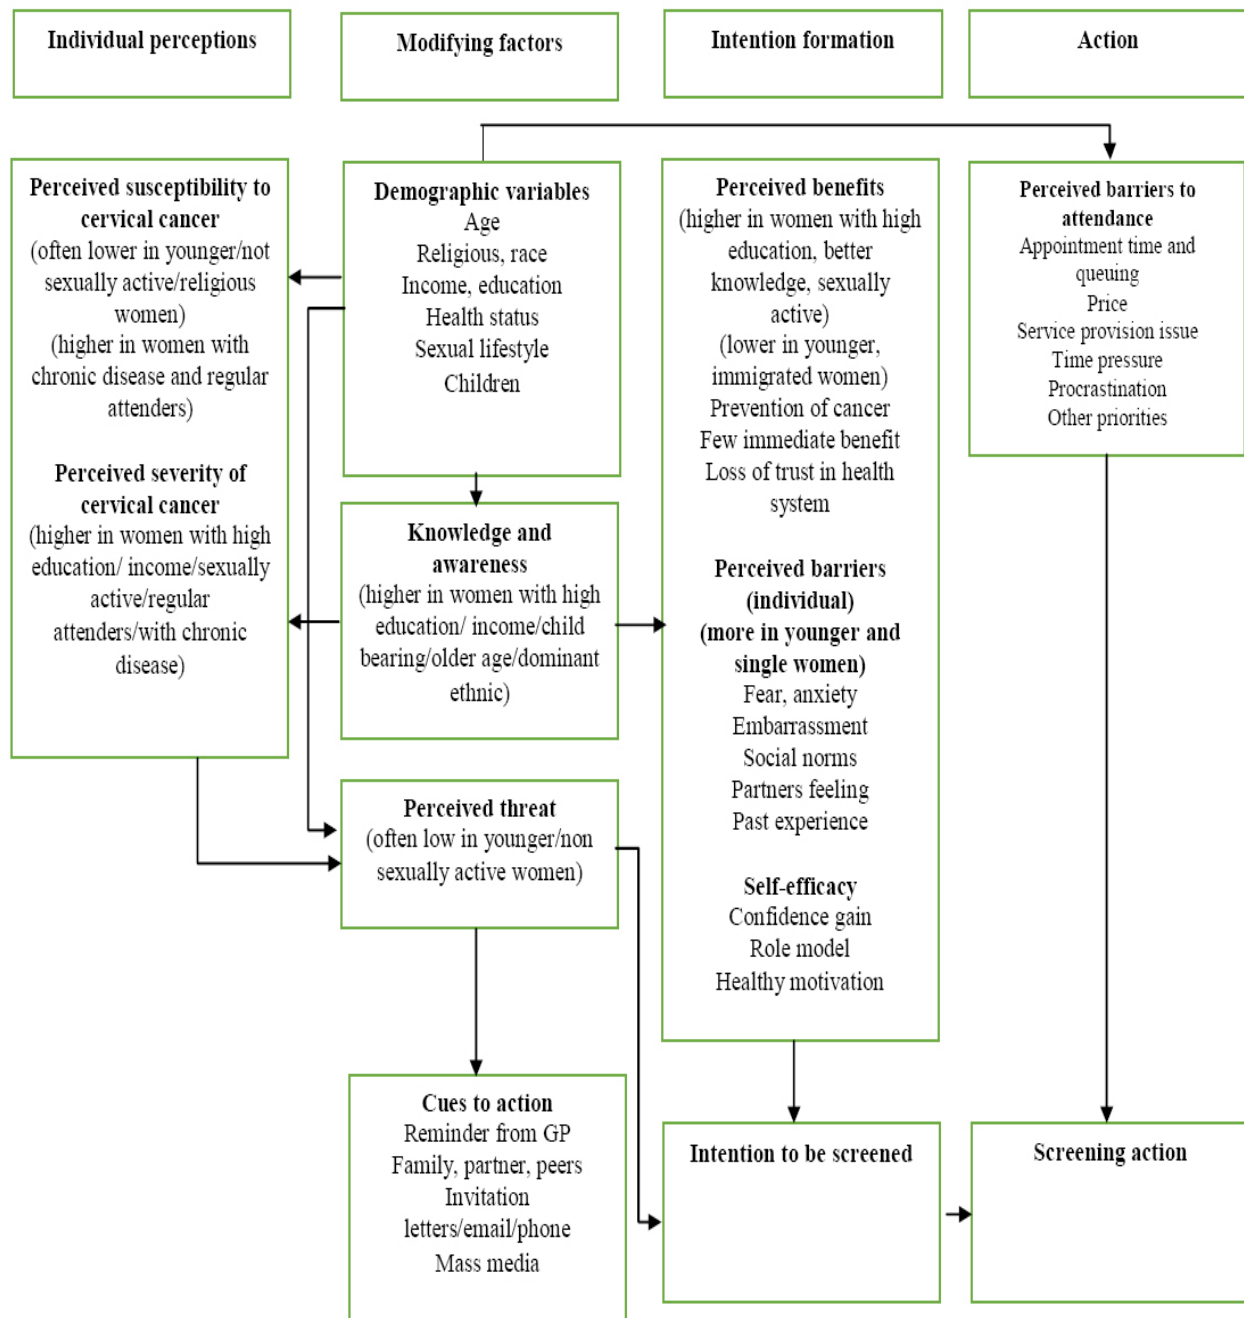 Individual perceptions
Modifying factors
Intention formation
Action
Perceived susceptibility to
cervical cancer
(often lower in younger/not
sexually active/religious
women)
(higher in women with
chronic disease and regular
attenders)
Perceived severity of
cervical cancer
(higher in women with high
education/ income/sexually
active/regular
attenders/with chronic
disease)
Demographic variables
Age
Religious, race
Income, education
Health status
Sexual lifestyle
Children
Knowledge and
awareness
(higher in women with high
education/ income/child
bearing/older age/dominant
ethnic)
Perceived threat
(often low in younger/non
sexually active women)
Cues to action
Reminder from GP
Family, partner, peers
Invitation
letters/email/phone
Mass media
Perceived benefits
(higher in women with high
education, better
knowledge, sexually
active)
(lower in younger,
immigrated women)
Prevention of cancer
Few immediate benefit
Loss of trust in health
system
Perceived barriers
(individual)
(more in younger and
single women)
Fear, anxiety
Embarrassment
Social norms
Partners feeling
Past experience
Self-efficacy
Confidence gain
Role model
Healthy motivation
Intention to be screened
Perceived barriers to
attendance
Appointment time and
queuing
Price
Service provision issue
Time pressure
Procrastination
Other priorities
Screening action